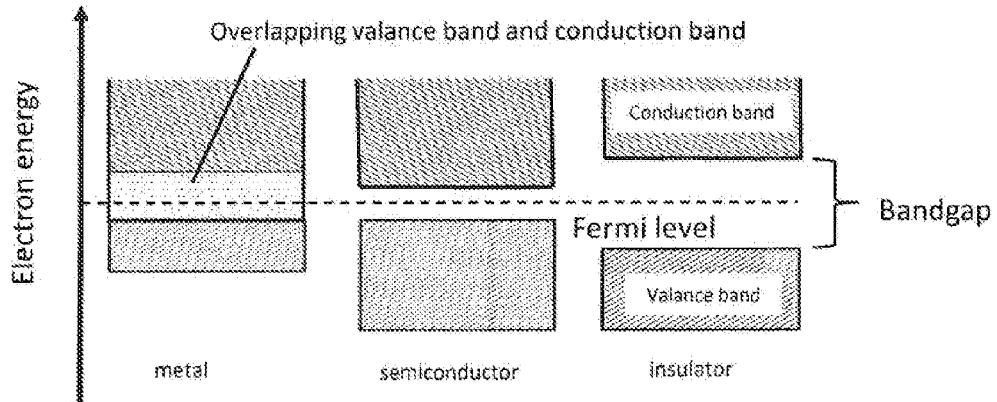 Overlapping valance band and conduction band
Electron energy
Conduction band
Fermi level
Bandgap
Valance band
metal
semiconductor
insulator